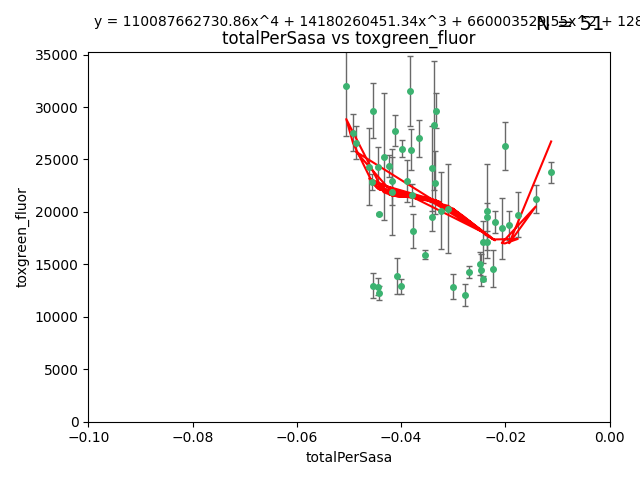 y = 110087662730.86x^4 + 14180260451.34x^3 + + 128
N = 51
totalPerSasa vs toxgreen_fluor
35000
30000
25000
20000
15000
10000
5000
0
toxgreen_fluor
−0.10
−0.08
−0.06
−0.04
−0.02
0.00
totalPerSasa